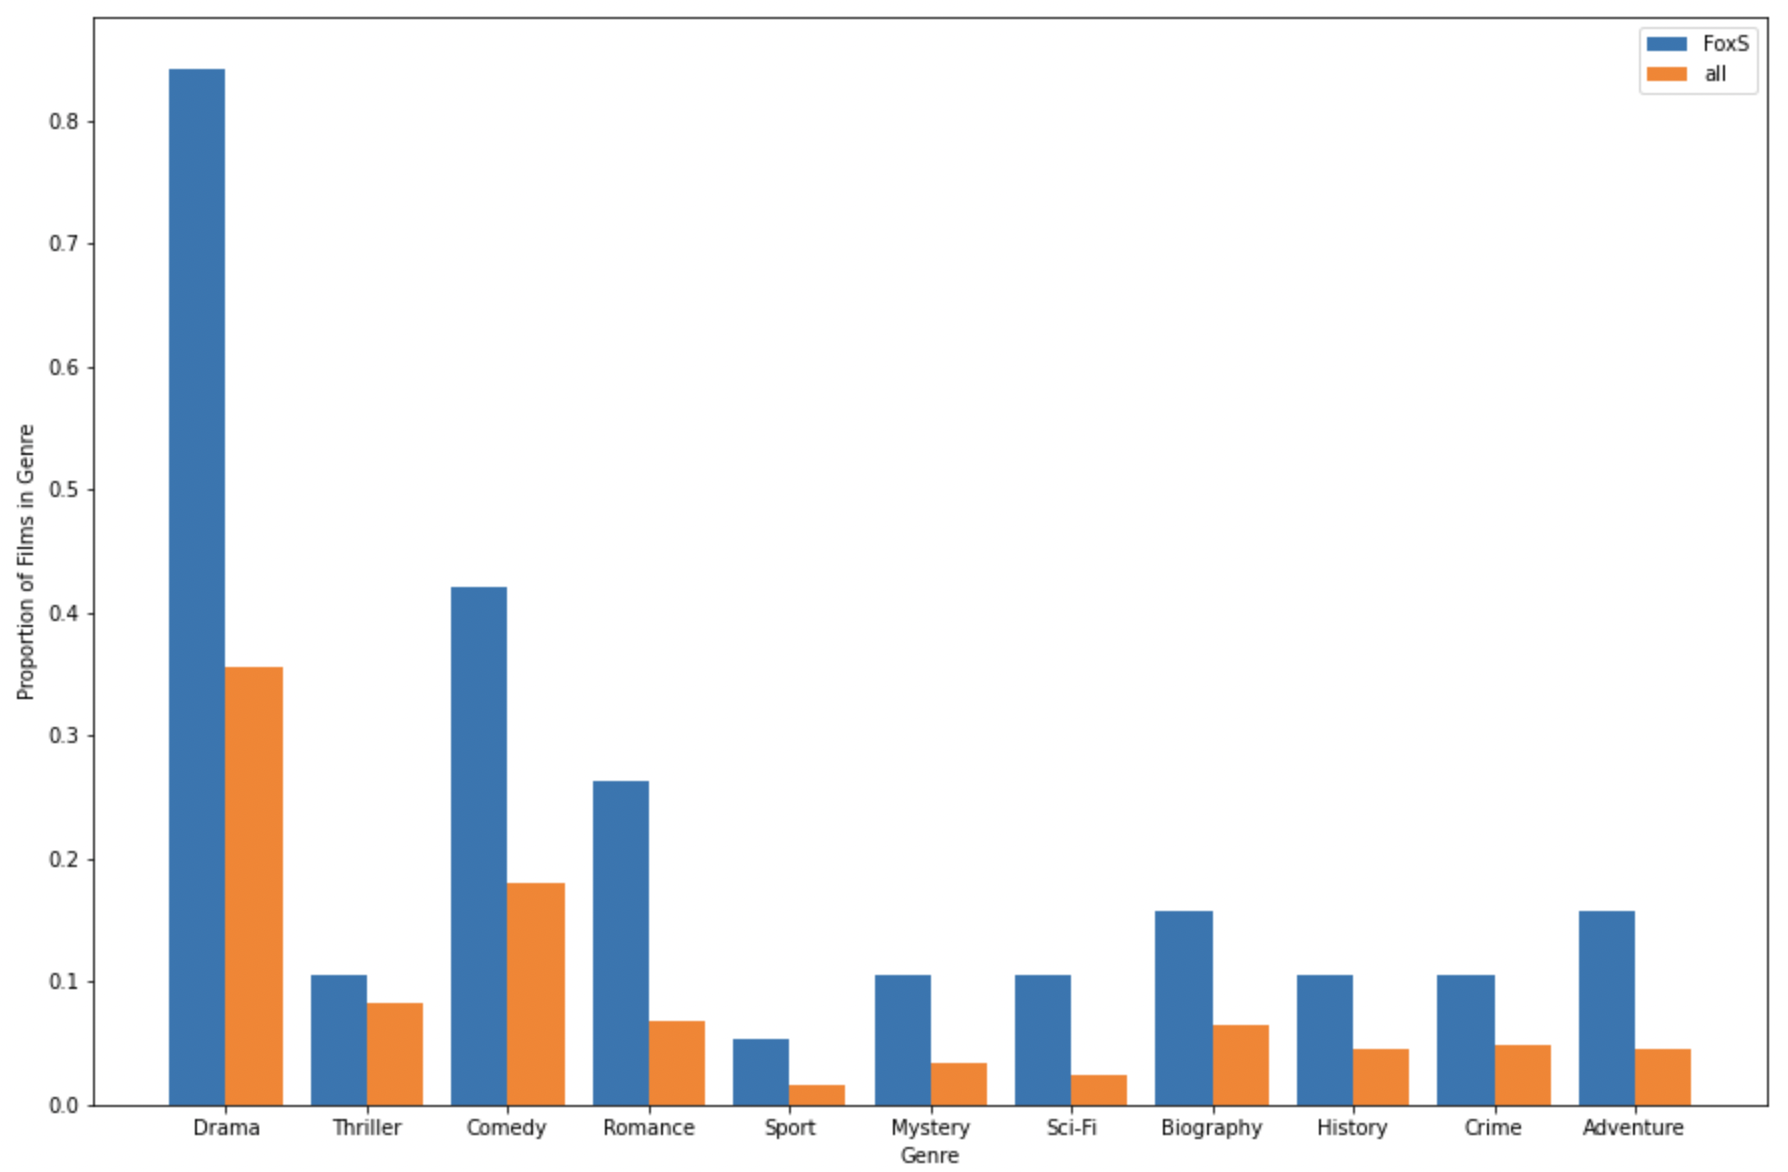 FoxS
all
0.8
0.7
0.6
0.5
0.4
0.3
0.2
0.1
0.0
Proportion of Films in Genre
Drama Thriller Comedy Romance Sport Mystery Sci-Fi Biography History Crime Adventure
Genre